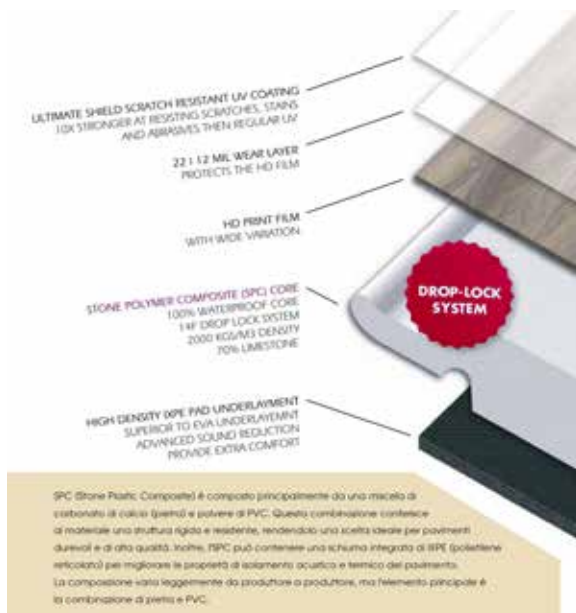 ULTIMATE SHIELD SCRATCH RESISTANT UV COATING
10X STRONGER AT RESISTING SCRATCHES, STAINS
AND ABRASIVES THEN REGULAR UV
22 | 12 MIL WEAR LAYER
PROTECTS THE HD FILM
HD PRINT FILM
WITH WIDE VARIATION
DROP-LOCK
SYSTEM
STONE POLYMER COMPOSITE (SPC) CORE
100% WATERPROOF CORE
14F DROP LOCK SYSTEM
2000 KGS/M3 DENSITY
70% LIMESTONE
HIGH DENSITY IXPE PAD UNDERLAYMENT
SUPERIOR TO EVA UNDERLAYEMNT
ADVANCED SOUND REDUCTION
PROVIDE EXTRA COMFORT
SPC (Stone Plastic Composite) è composto principalmente da una miscela di
carbonato di calcio (pietra) e polvere di PVC. Questa combinazione conferisce
al materiale una struttura rigida e resistente, rendendolo una scelta ideale per pavimenti
durevoli e di alta qualità. Inoltre, l'SPC può contenere una schiuma integrata di IXPE (polietilene
reticolato) per migliorare le proprietà di isolamento acustico e termico del pavimento.
La composizione varia leggermente da produttore a produttore, ma l'elemento principale è
la combinazione di pietra e PVC.